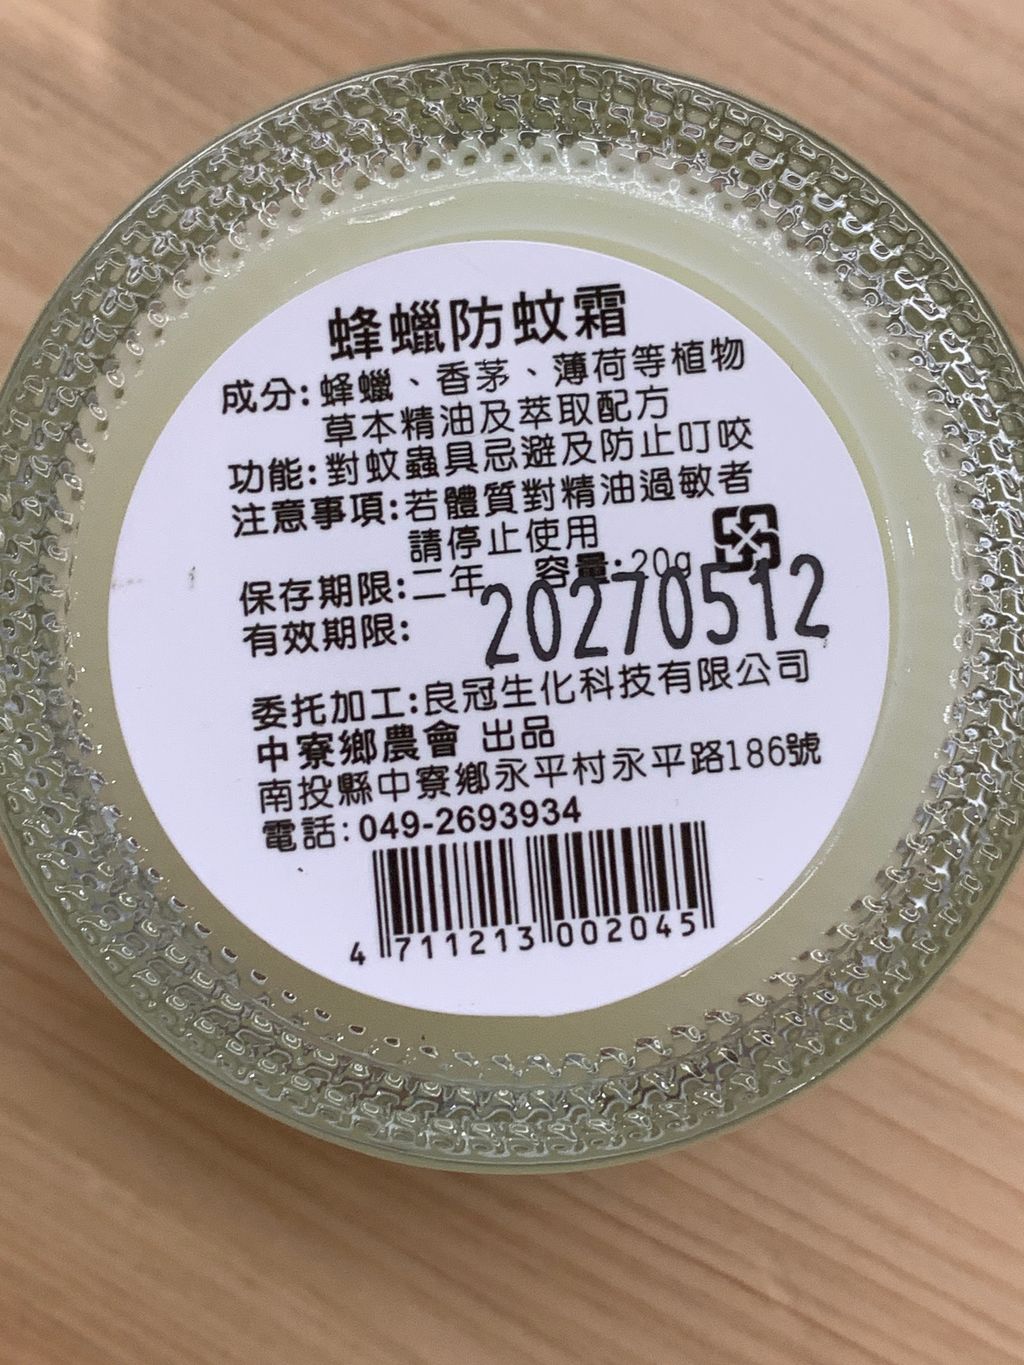 蜂蠟防蚊霜
成分:蜂蠟、香茅、薄荷等植物
草本精油及萃取配方
功能:對蚊蟲具忌避及防止叮咬
注意事項:若體質對精油過敏者
請停止使用
保存期限:二年 容量:20g
有效期限: 20270512
委托加工:良冠生化科技有限公司
中寮鄉農會 出品
南投縣中寮鄉永平村永平路186號
電話:049-2693934
4 711213 002045